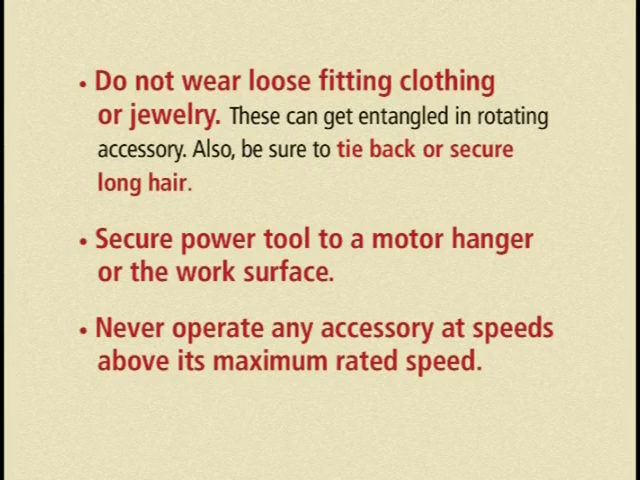 • Do not wear loose fitting clothing
or jewelry. These can get entangled in rotating
accessory. Also, be sure to tie back or secure
long hair.
• Secure power tool to a motor hanger
or the work surface.
• Never operate any accessory at speeds
above its maximum rated speed.